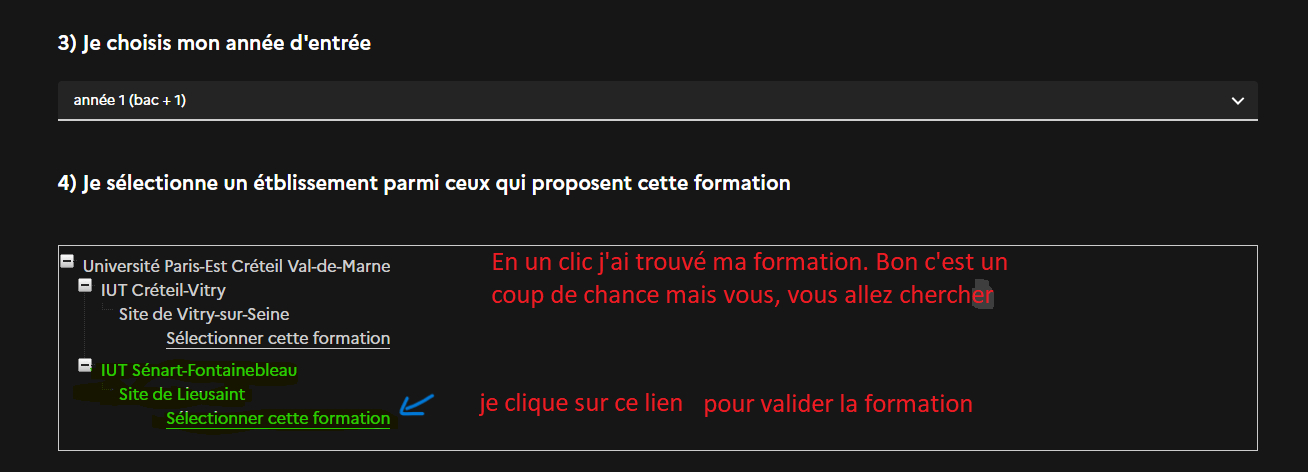 3) Je choisis mon année d'entrée
année 1 (bac + 1)
4) Je sélectionne un étblissement parmi ceux qui proposent cette formation
Université Paris-Est Créteil Val-de-Marne
IUT Créteil-Vitry
Site de Vitry-sur-Seine
Sélectionner cette formation
IUT Sénart-Fontainebleau
Site de Lieusaint
Sélectionner cette formation
En un clic j'ai trouvé ma formation. Bon c'est un
coup de chance mais vous, vous allez chercher
je clique sur ce lien pour valider la formation